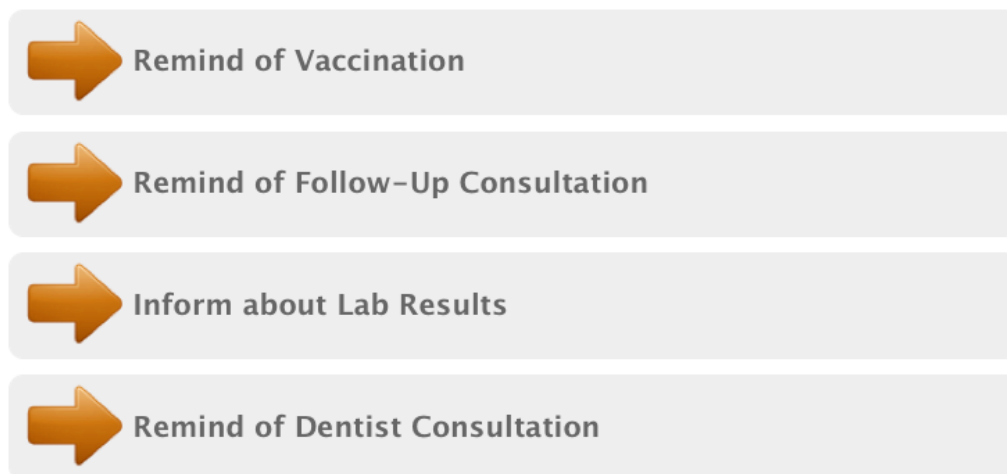 Remind of Vaccination
Remind of Follow-Up Consultation
Inform about Lab Results
Remind of Dentist Consultation